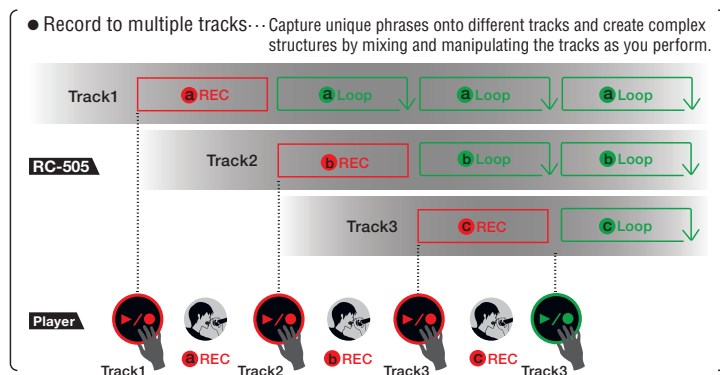 ● Record to multiple tracks··· Capture unique phrases onto different tracks and create complex
structures by mixing and manipulating the tracks as you perform.
Track1 a REC a Loop a Loop a Loop
RC-505 Track2 b REC b Loop b Loop
Track3 c REC c Loop
Player
a REC b REC c REC
Track1 Track2 Track3 Track3